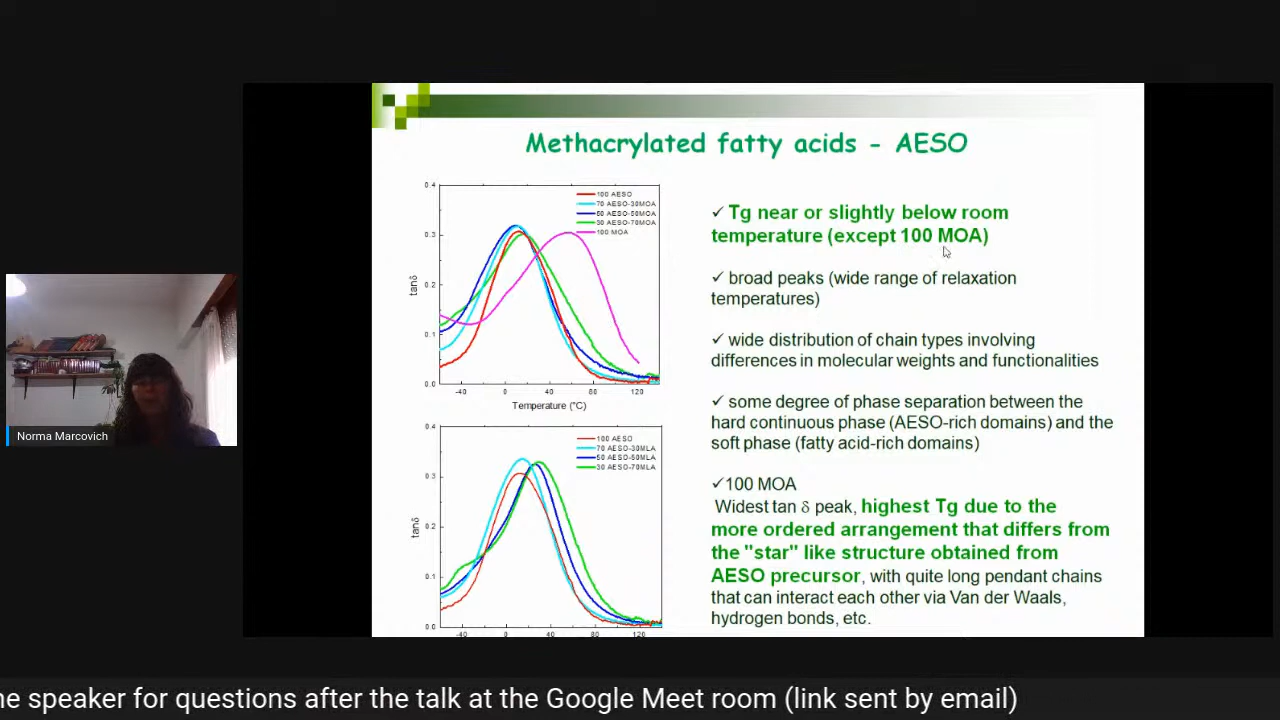 Methacrylated fatty acids - AESO
0.4
0.3
0.2
0.1
0.0
tanδ
100 AESO
70 AESO-30MOA
50 AESO-50MOA
30 AESO-70MOA
100 MOA
-40 0 40 80 120
Temperature (°C)
0.4
0.3
0.2
0.1
0.0
tanδ
100 AESO
70 AESO-30MLA
50 AESO-50MLA
30 AESO-70MLA
-40 0 40 80 120
✓ Tg near or slightly below room
temperature (except 100 MOA)
✓ broad peaks (wide range of relaxation
temperatures)
✓ wide distribution of chain types involving
differences in molecular weights and functionalities
✓ some degree of phase separation between the
hard continuous phase (AESO-rich domains) and the
soft phase (fatty acid-rich domains)
✓100 MOA
Widest tan δ peak, highest Tg due to the
more ordered arrangement that differs from
the "star" like structure obtained from
AESO precursor, with quite long pendant chains
that can interact each other via Van der Waals,
hydrogen bonds, etc.
Norma Marcovich
he speaker for questions after the talk at the Google Meet room (link sent by email)